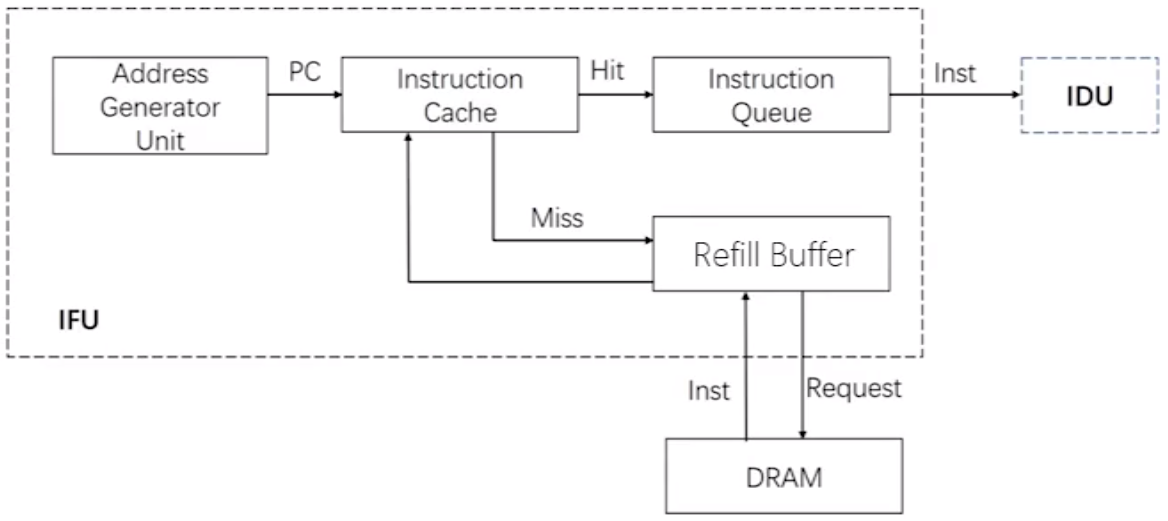 Address
Generator
Unit
PC
Instruction
Cache
Hit
Instruction
Queue
Inst
IDU
Miss
Refill Buffer
IFU
Inst
Request
DRAM